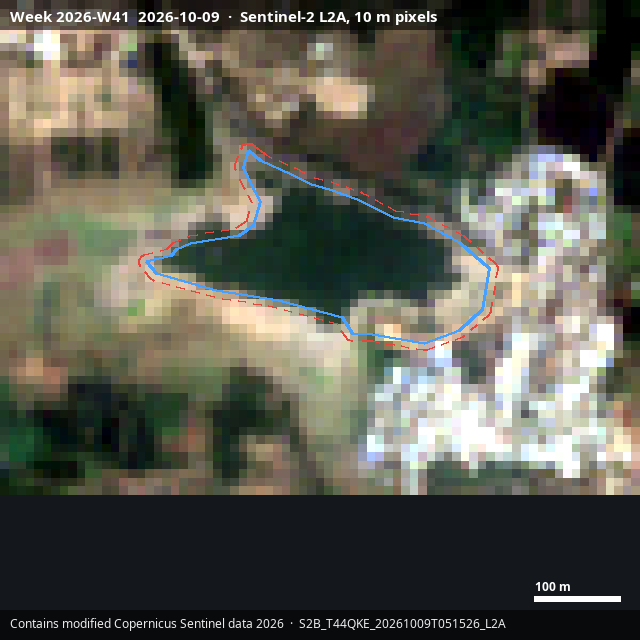 Week 2026-W41 2026-10-09 · Sentinel-2 L2A, 10 m pixels
100 m
Contains modified Copernicus Sentinel data 2026 · S2B_T44QKE_20261009T051526_L2A